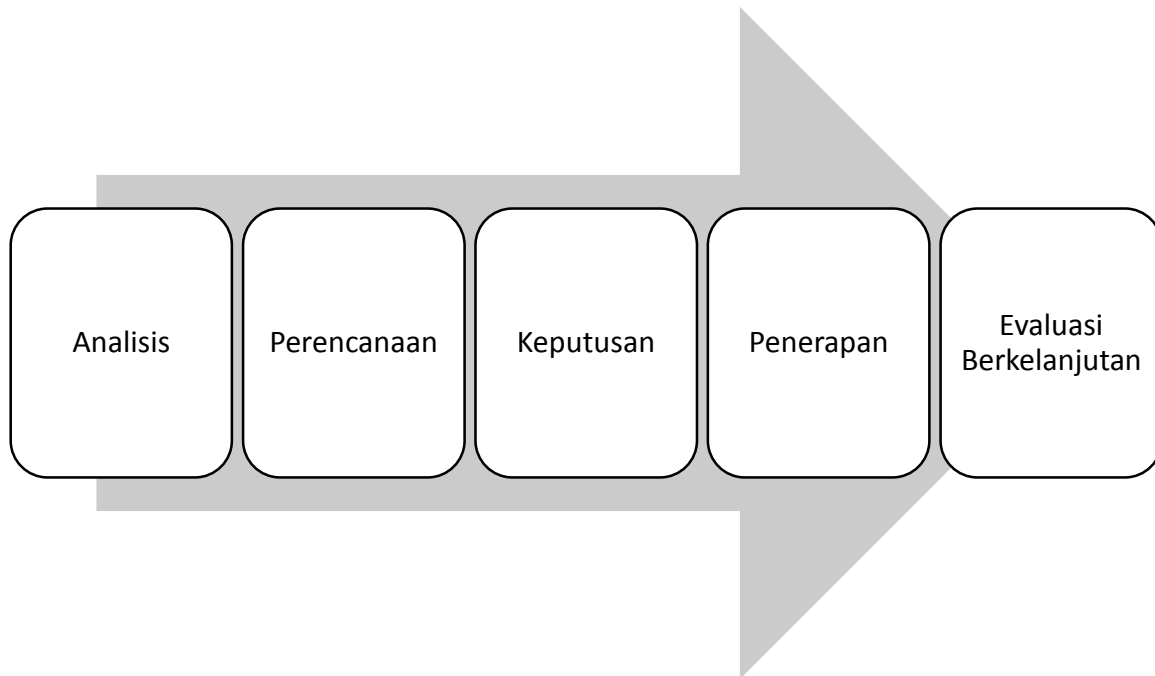 Analisis
Perencanaan
Keputusan
Penerapan
Evaluasi
Berkelanjutan